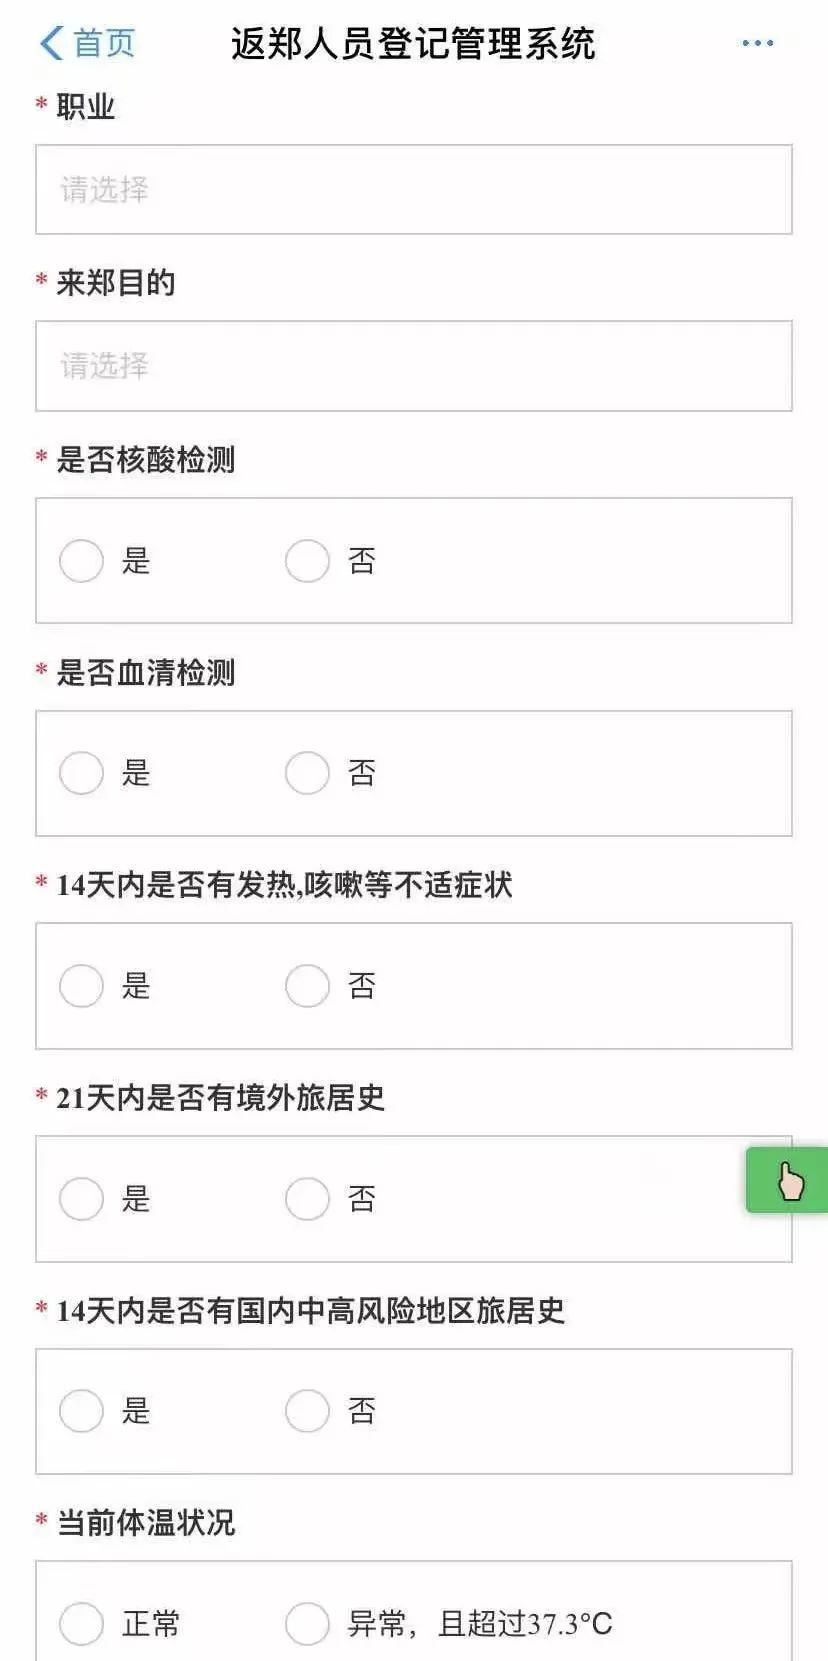 首页 返郑人员登记管理系统 ...
* 职业
请选择
* 来郑目的
请选择
* 是否核酸检测
是 否
* 是否血清检测
是 否
* 14天内是否有发热,咳嗽等不适症状
是 否
* 21天内是否有境外旅居史
是 否
* 14天内是否有国内中高风险地区旅居史
是 否
* 当前体温状况
正常 异常，且超过37.3°C